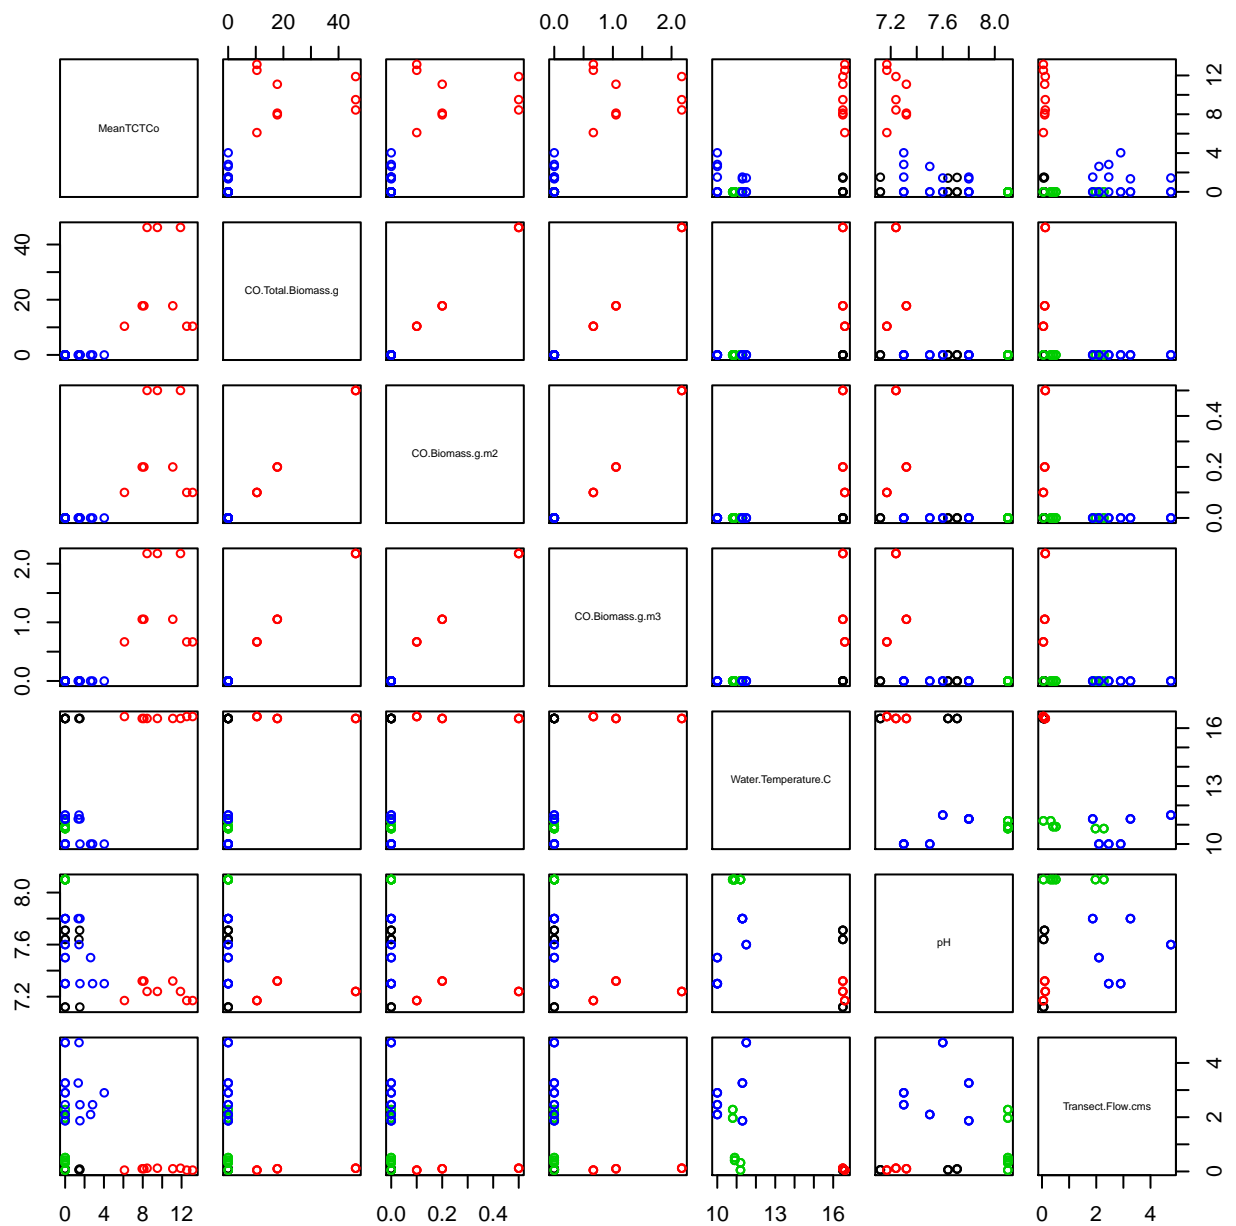 0 20 40 0.0 1.0 2.0 7.2 7.6 8.0
MeanTCTCo 0 4 8 12
0 20 40 CO.Total.Biomass.g
CO.Biomass.g.m2 0.0 0.2 0.4
0.0 1.0 2.0 CO.Biomass.g.m3
Water.Temperature.C 10 13 16
7.2 7.6 8.0 pH
Transect.Flow.cms 0 2 4
0 4 8 12 0.0 0.2 0.4 10 13 16 0 2 4